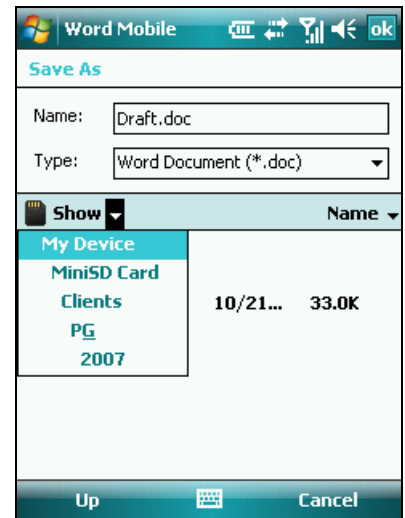 Word Mobile ok
Save As
Name: Draft.doc
Type: Word Document (*.doc)
Show Name
My Device
MiniSD Card
Clients 10/21... 33.0K
PG
2007
Up Cancel